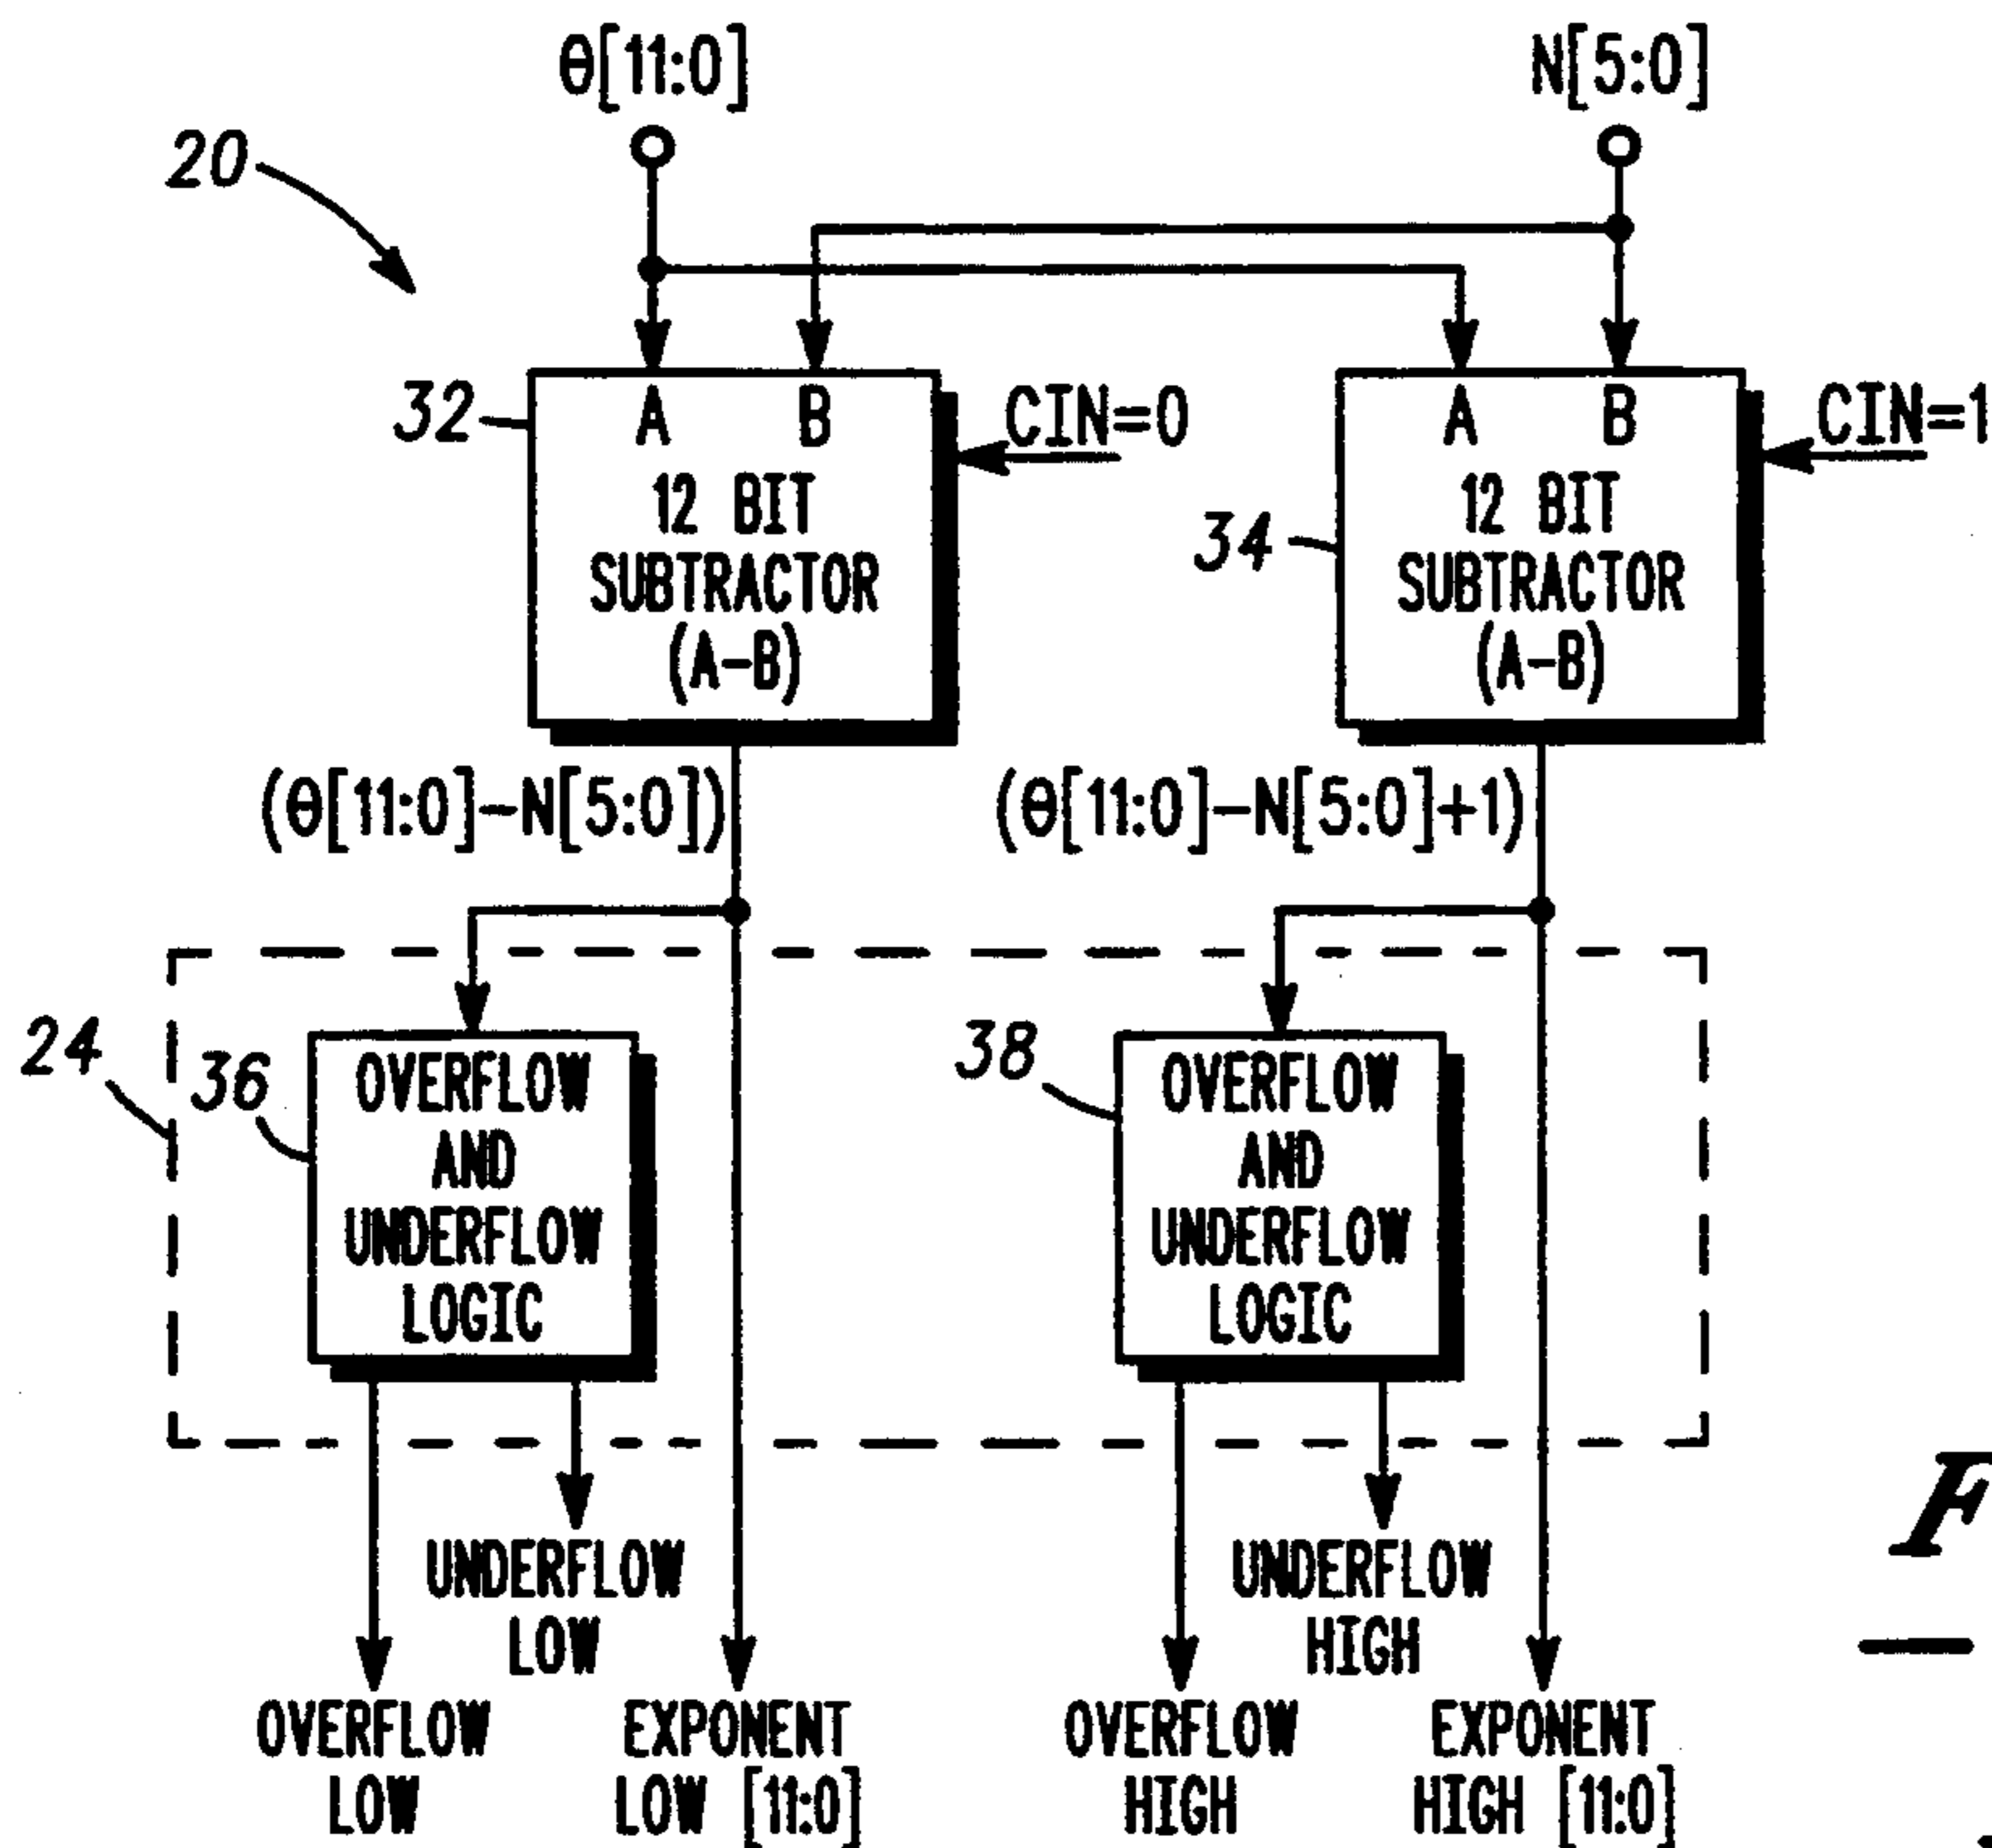 θ[11:0]
N[5:0]
20
32
A B
CIN=0
12 BIT
SUBTRACTOR
(A-B)
34
A B
CIN=1
12 BIT
SUBTRACTOR
(A-B)
(θ[11:0]-N[5:0])
(θ[11:0]-N[5:0]+1)
24
36
OVERFLOW
AND
UNDERFLOW
LOGIC
38
OVERFLOW
AND
UNDERFLOW
LOGIC
UNDERFLOW
LOW
UNDERFLOW
HIGH
OVERFLOW
LOW
EXPONENT
LOW [11:0]
OVERFLOW
HIGH
EXPONENT
HIGH [11:0]
F